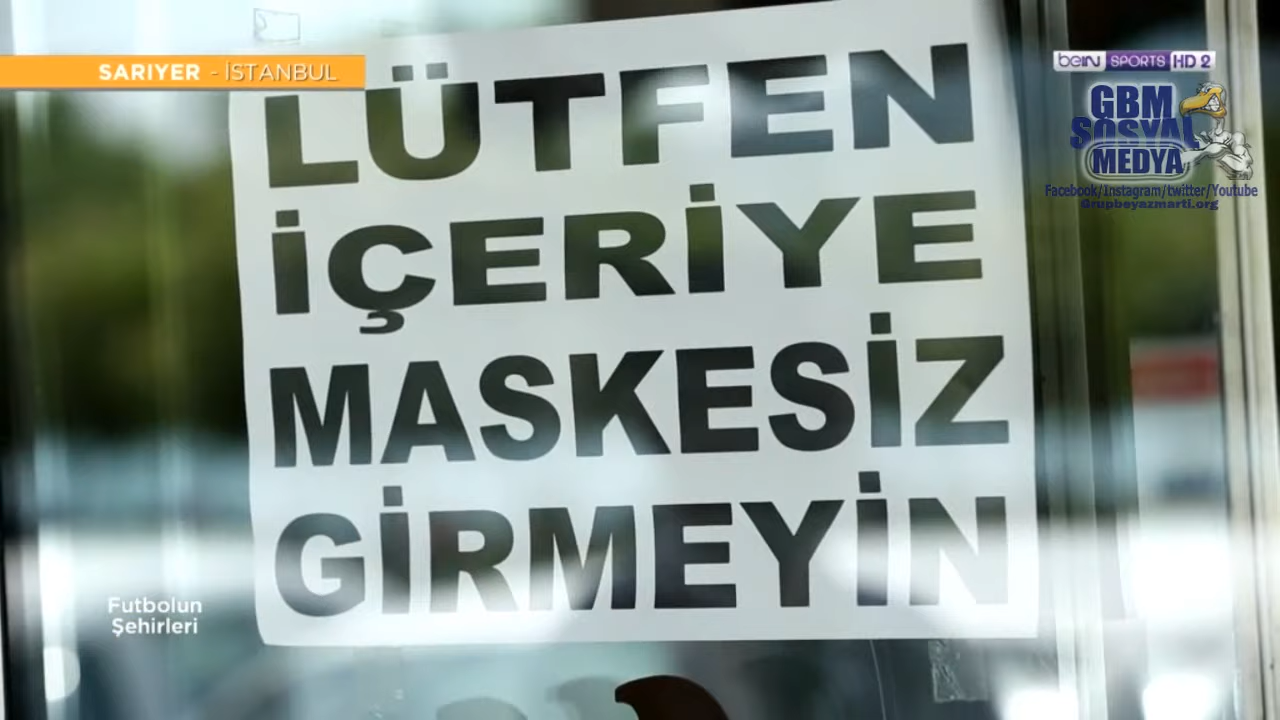 SARIYER - İSTANBUL
beIN SPORTS HD 2
GBM
SOSYAL
MEDYA
Facebook/Instagram/twitter/Youtube
Grupbeyazmarti.org
LÜTFEN
İÇERİYE
MASKESİZ
GİRMEYİN
Futbolun
Şehirleri